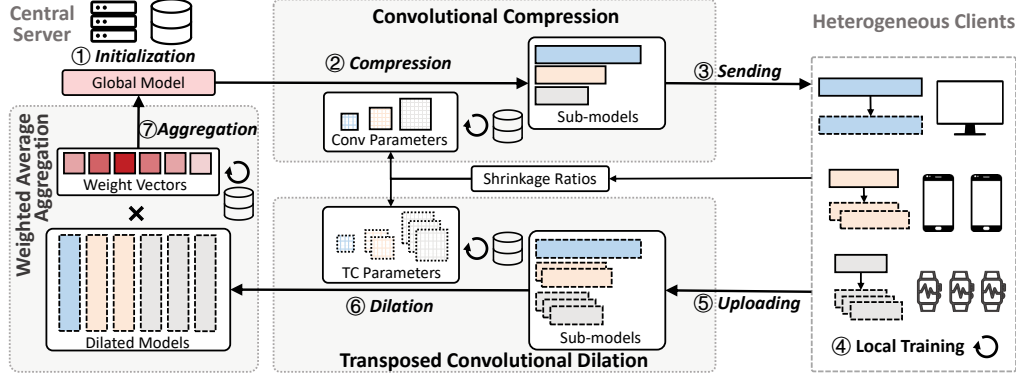 Central
Server
Convolutional Compression
Heterogeneous Clients
① Initialization
② Compression
③ Sending
Global Model
Sub-models
Conv Parameters
⑦Aggregation
Weight Vectors
Shrinkage Ratios
Weighted Average
Aggregation
×
TC Parameters
⑥ Dilation
⑤ Uploading
Dilated Models
Sub-models
④ Local Training
Transposed Convolutional Dilation